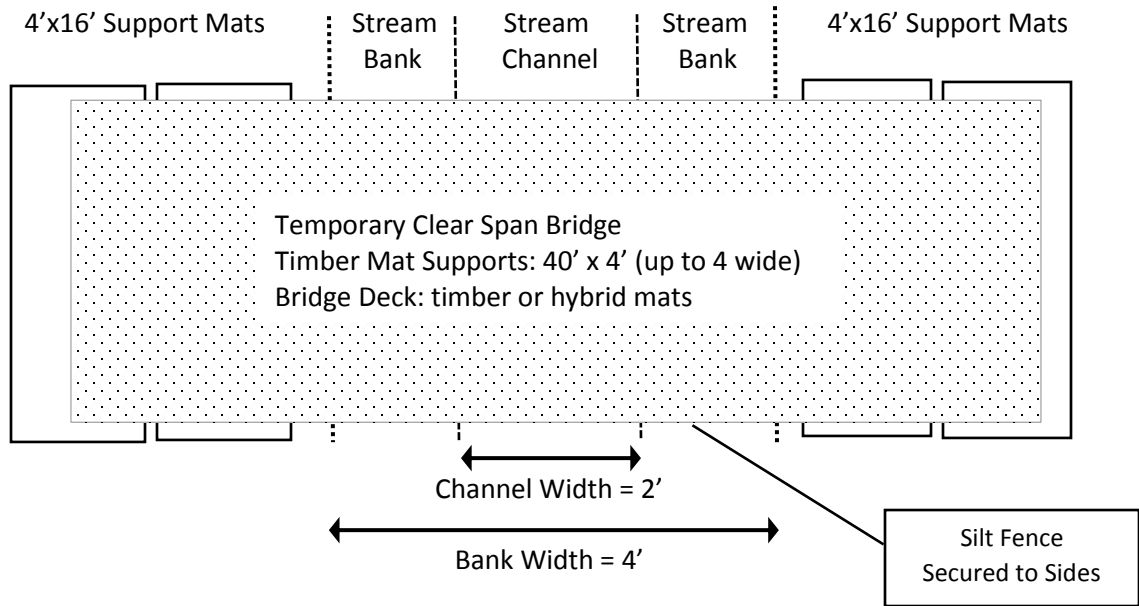 4’x16’ Support Mats
Stream
Bank
Stream
Channel
Stream
Bank
4’x16’ Support Mats
Temporary Clear Span Bridge
Timber Mat Supports: 40’ x 4’ (up to 4 wide)
Bridge Deck: timber or hybrid mats
Channel Width = 2’
Bank Width = 4’
Silt Fence
Secured to Sides